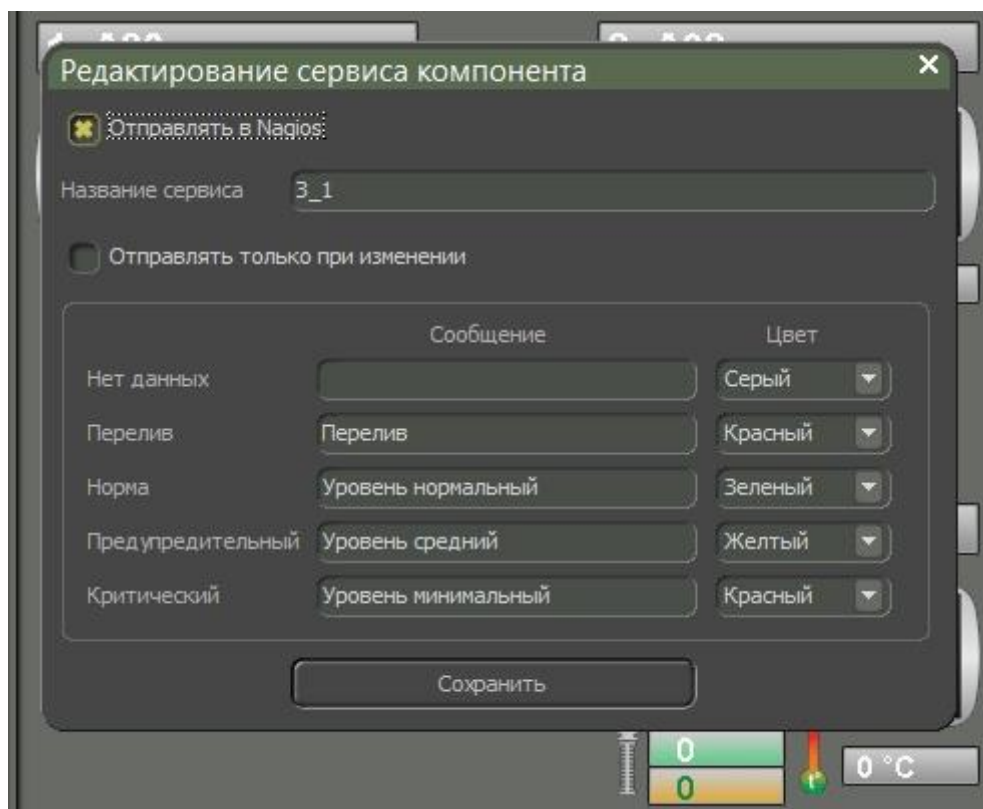 Редактирование сервиса компонента
Отправлять в Nagios
Название сервиса 3_1
Отправлять только при изменении
Сообщение Цвет
Нет данных Серый
Перелив Перелив Красный
Норма Уровень нормальный Зеленый
Предупредительный Уровень средний Желтый
Критический Уровень минимальный Красный
Сохранить
0
0 °C
0